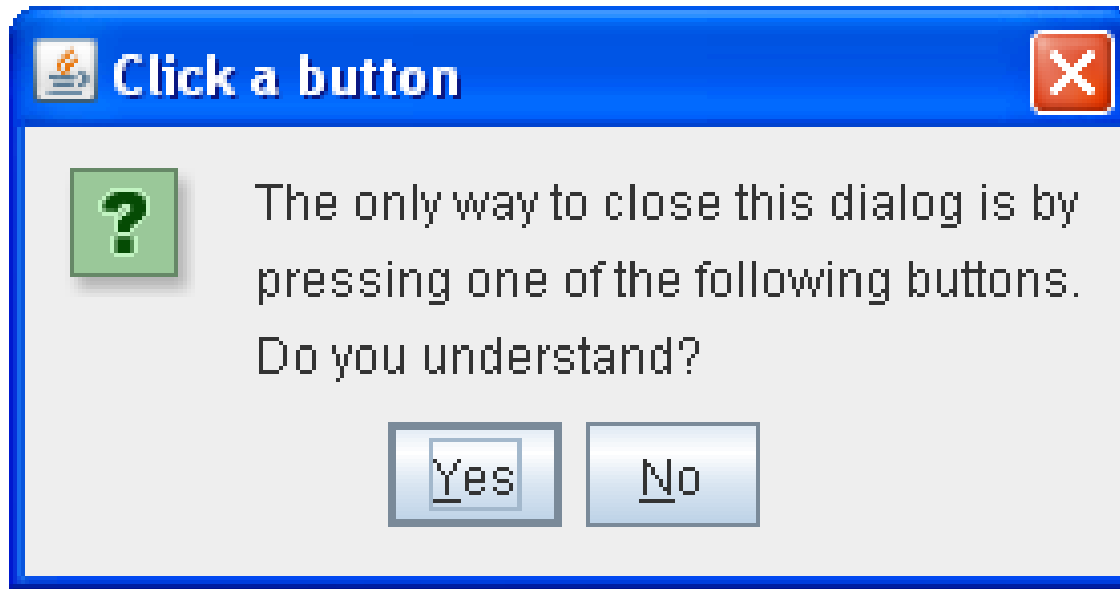 Click a button
The only way to close this dialog is by
pressing one of the following buttons.
Do you understand?
Yes No